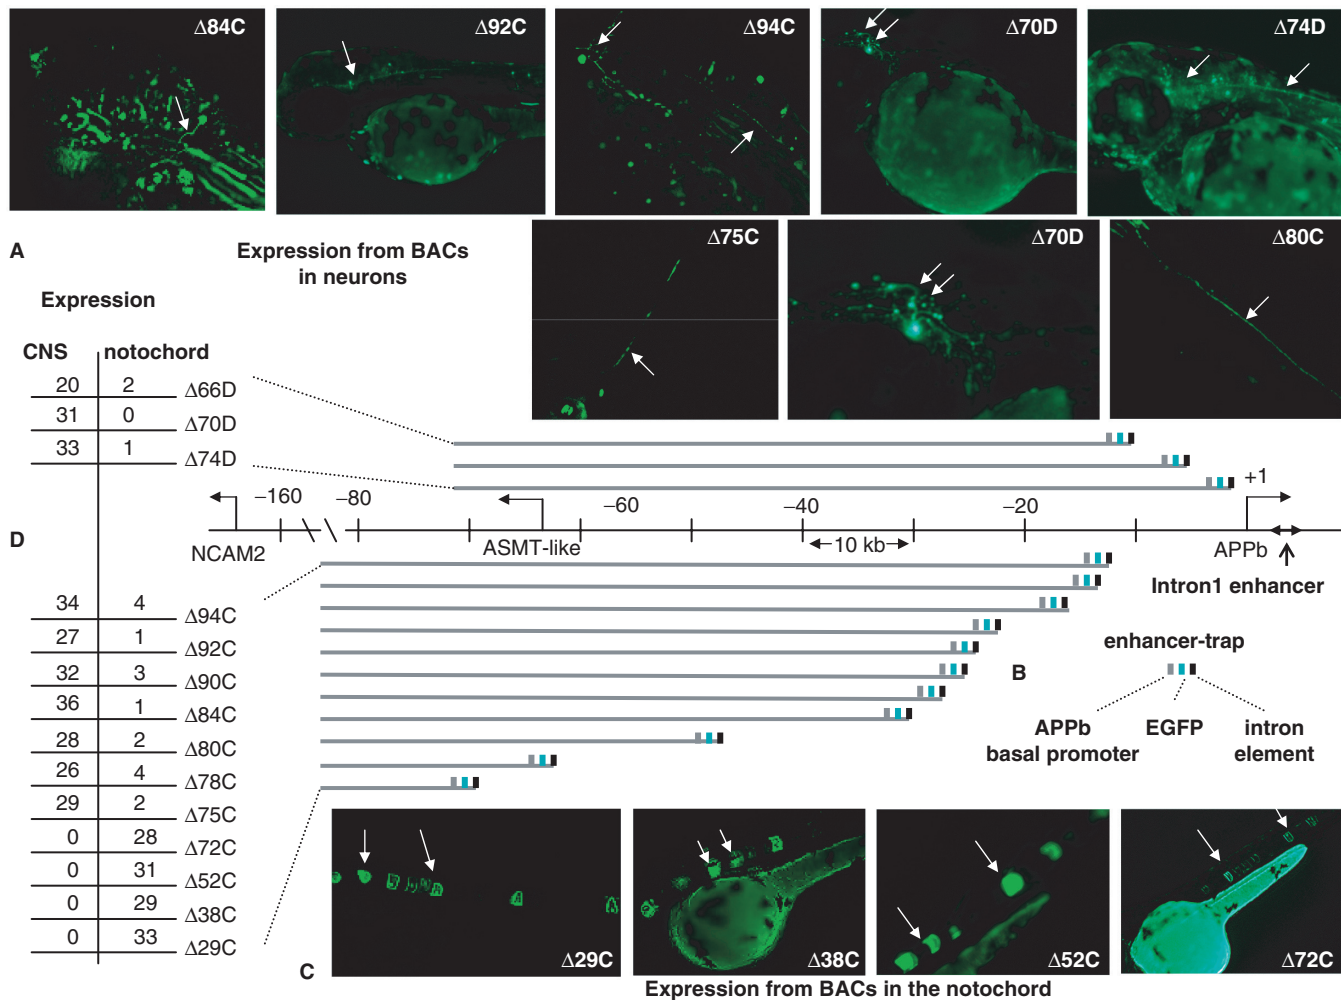 Δ84C
Δ92C
Δ94C
Δ70D
Δ74D
A
Expression from BACs
in neurons
Δ75C
Δ70D
Δ80C
Expression
CNS notochord
20 2 Δ66D
31 0 Δ70D
33 1 Δ74D
+1
−160 −80 −60 −40 −20
D
NCAM2 ASMT-like 10 kb APPb
Intron1 enhancer
34 4 Δ94C
27 1 Δ92C
32 3 Δ90C
36 1 Δ84C
28 2 Δ80C
26 4 Δ78C
29 2 Δ75C
0 28 Δ72C
0 31 Δ52C
0 29 Δ38C
0 33 Δ29C
B
enhancer-trap
APPb
basal promoter
EGFP
intron
element
C
Δ29C
Δ38C
Δ52C
Δ72C
Expression from BACs in the notochord